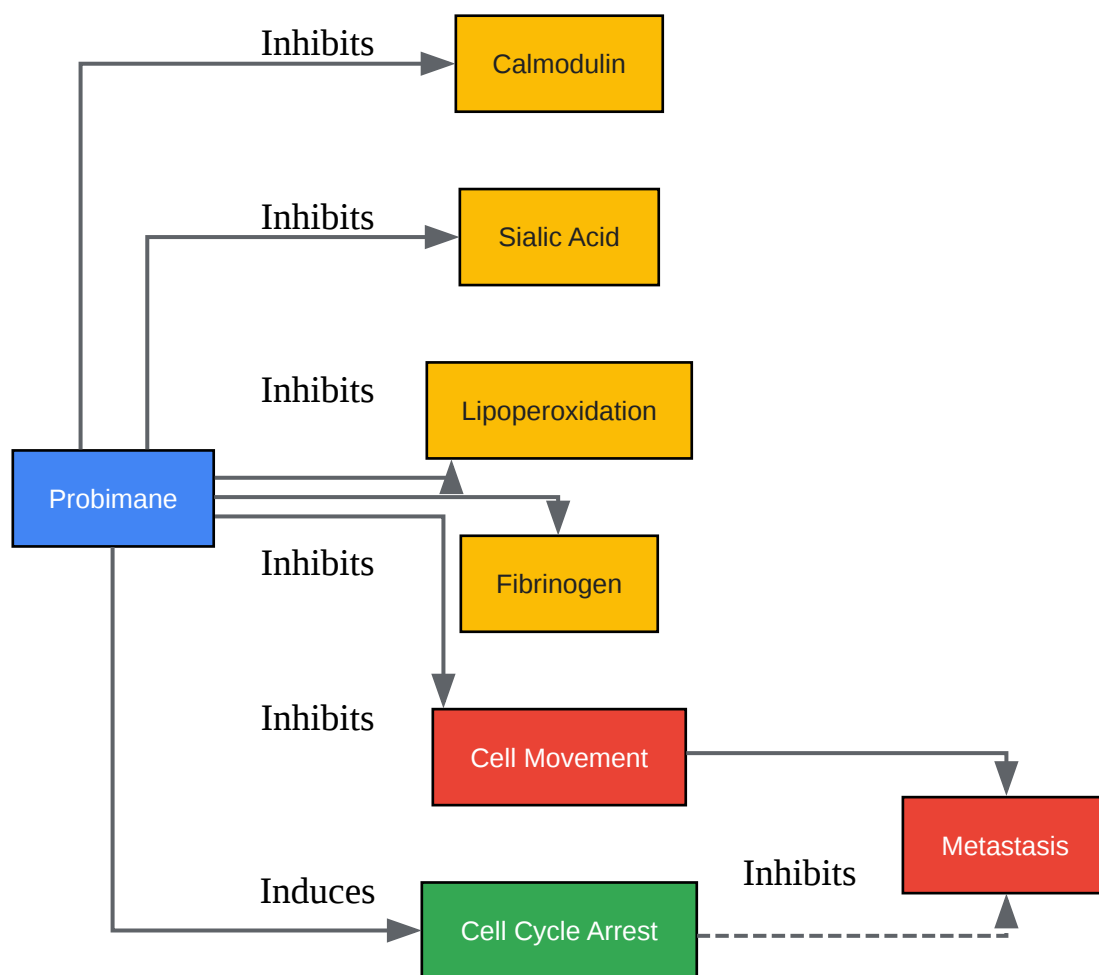 Inhibits
Calmodulin
Inhibits
Sialic Acid
Inhibits
Lipoperoxidation
Probimane
Inhibits
Fibrinogen
Inhibits
Cell Movement
Metastasis
Inhibits
Induces
Cell Cycle Arrest